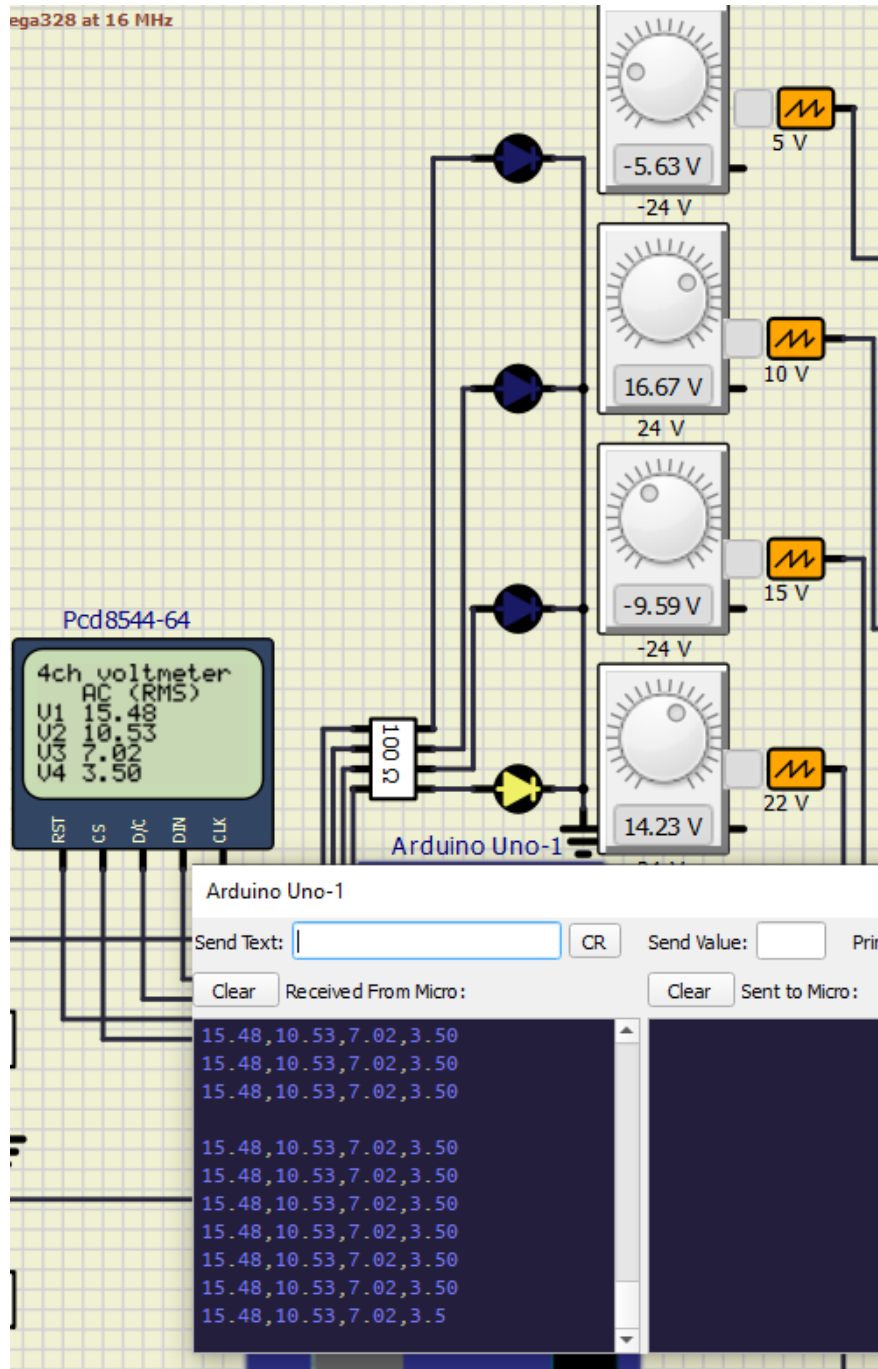 ega328 at 16 MHz
5 V
-5.63 V
-24 V
10 V
16.67 V
24 V
15 V
-9.59 V
-24 V
Pcd8544-64
4ch voltmeter
AC (RMS)
V1 15.48
V2 10.53
V3 7.02
V4 3.50
100 Ω
22 V
14.23 V
RST CS D/C DIN CLK
Arduino Uno-1
Arduino Uno-1
Send Text: CR Send Value: Prin
Clear Received From Micro: Clear Sent to Micro:
15.48,10.53,7.02,3.50
15.48,10.53,7.02,3.50
15.48,10.53,7.02,3.50
15.48,10.53,7.02,3.50
15.48,10.53,7.02,3.50
15.48,10.53,7.02,3.50
15.48,10.53,7.02,3.50
15.48,10.53,7.02,3.50
15.48,10.53,7.02,3.50
15.48,10.53,7.02,3.5